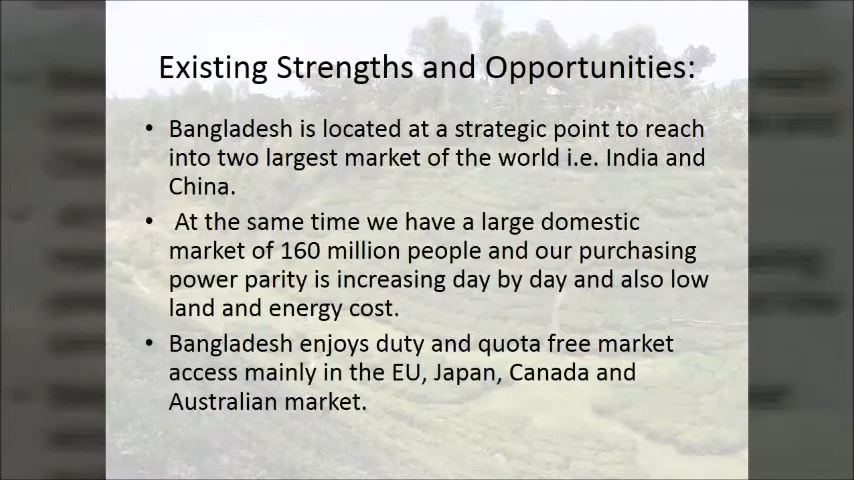 Existing Strengths and Opportunities:
• Bangladesh is located at a strategic point to reach
into two largest market of the world i.e. India and
China.
• At the same time we have a large domestic
market of 160 million people and our purchasing
power parity is increasing day by day and also low
land and energy cost.
• Bangladesh enjoys duty and quota free market
access mainly in the EU, Japan, Canada and
Australian market.